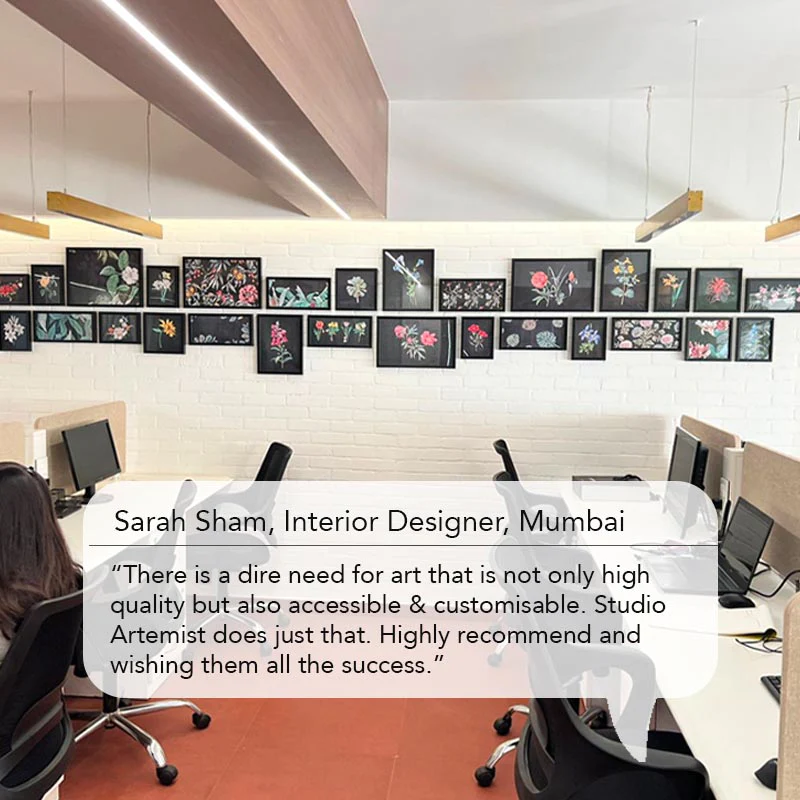 Sarah Sham, Interior Designer, Mumbai
“There is a dire need for art that is not only high
quality but also accessible & customisable. Studio
Artemist does just that. Highly recommend and
wishing them all the success.”